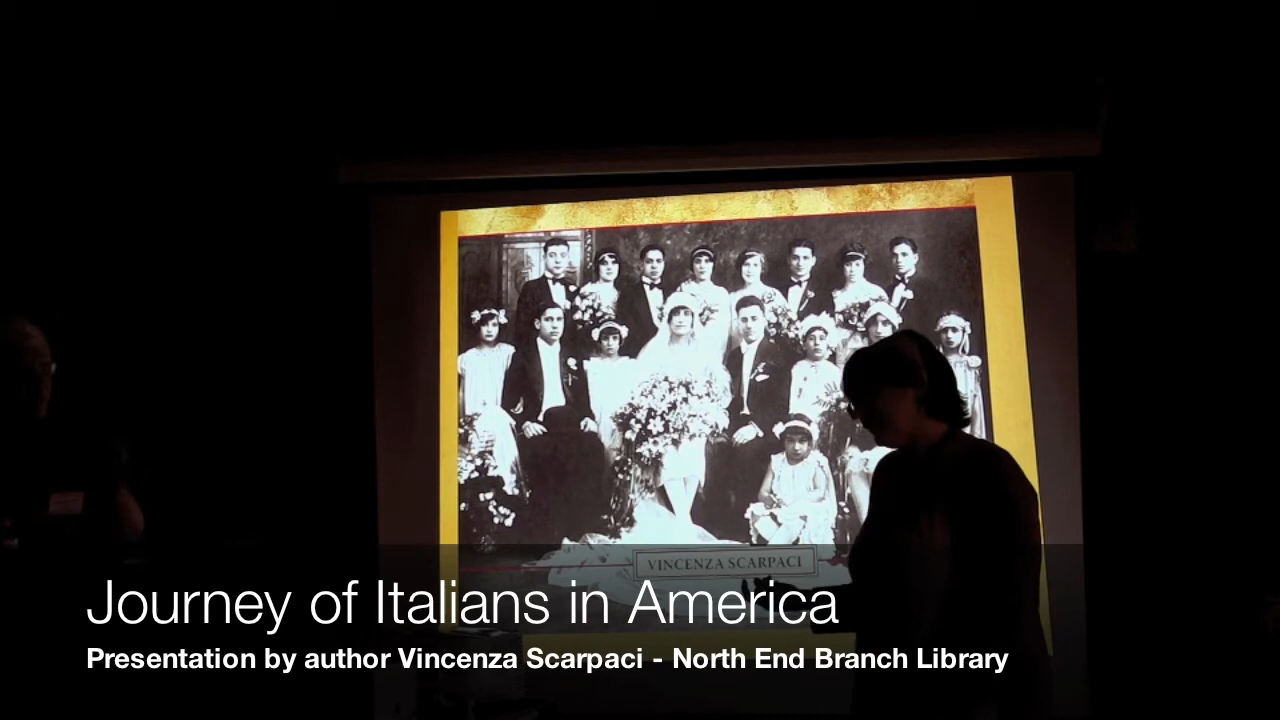 VINCENZA SCARPACI
Journey of Italians in America
Presentation by author Vincenza Scarpaci - North End Branch Library